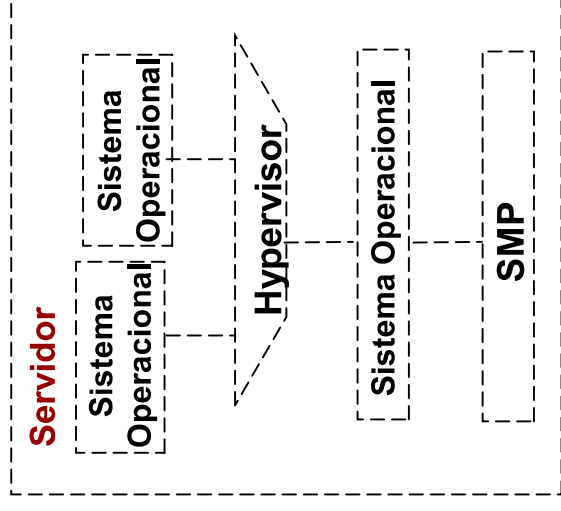 Servidor
Sistema
Operacional
Sistema
Operacional
Hypervisor
Sistema Operacional
SMP